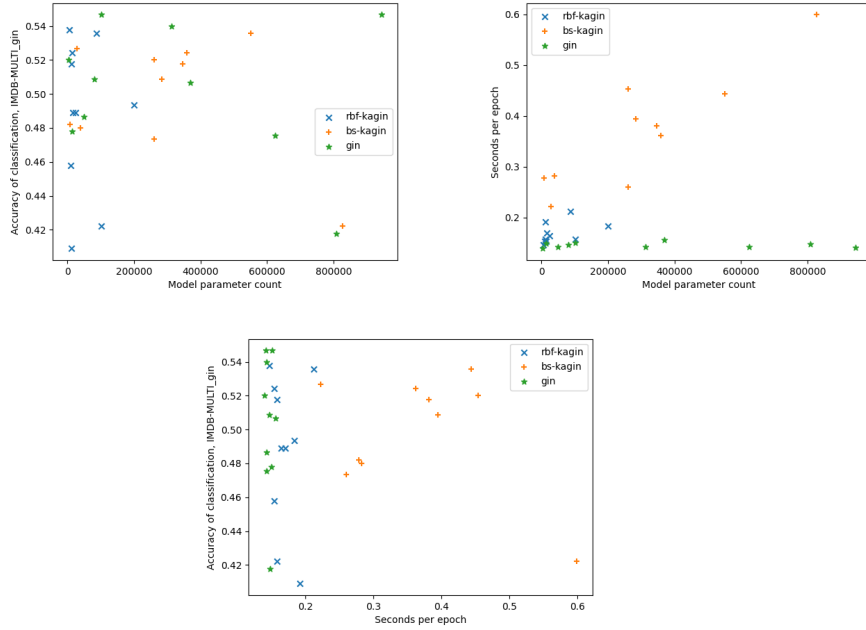 0.54
0.52
0.50
0.48
0.46
0.44
0.42
Accuracy of classification, IMDB-MULTI_gin
rbf-kagin
bs-kagin
gin
0
200000
400000
600000
800000
Model parameter count
0.6
0.5
0.4
0.3
0.2
Seconds per epoch
rbf-kagin
bs-kagin
gin
0
200000
400000
600000
800000
Model parameter count
0.54
0.52
0.50
0.48
0.46
0.44
0.42
Accuracy of classification, IMDB-MULTI_gin
rbf-kagin
bs-kagin
gin
0.2
0.3
0.4
0.5
0.6
Seconds per epoch